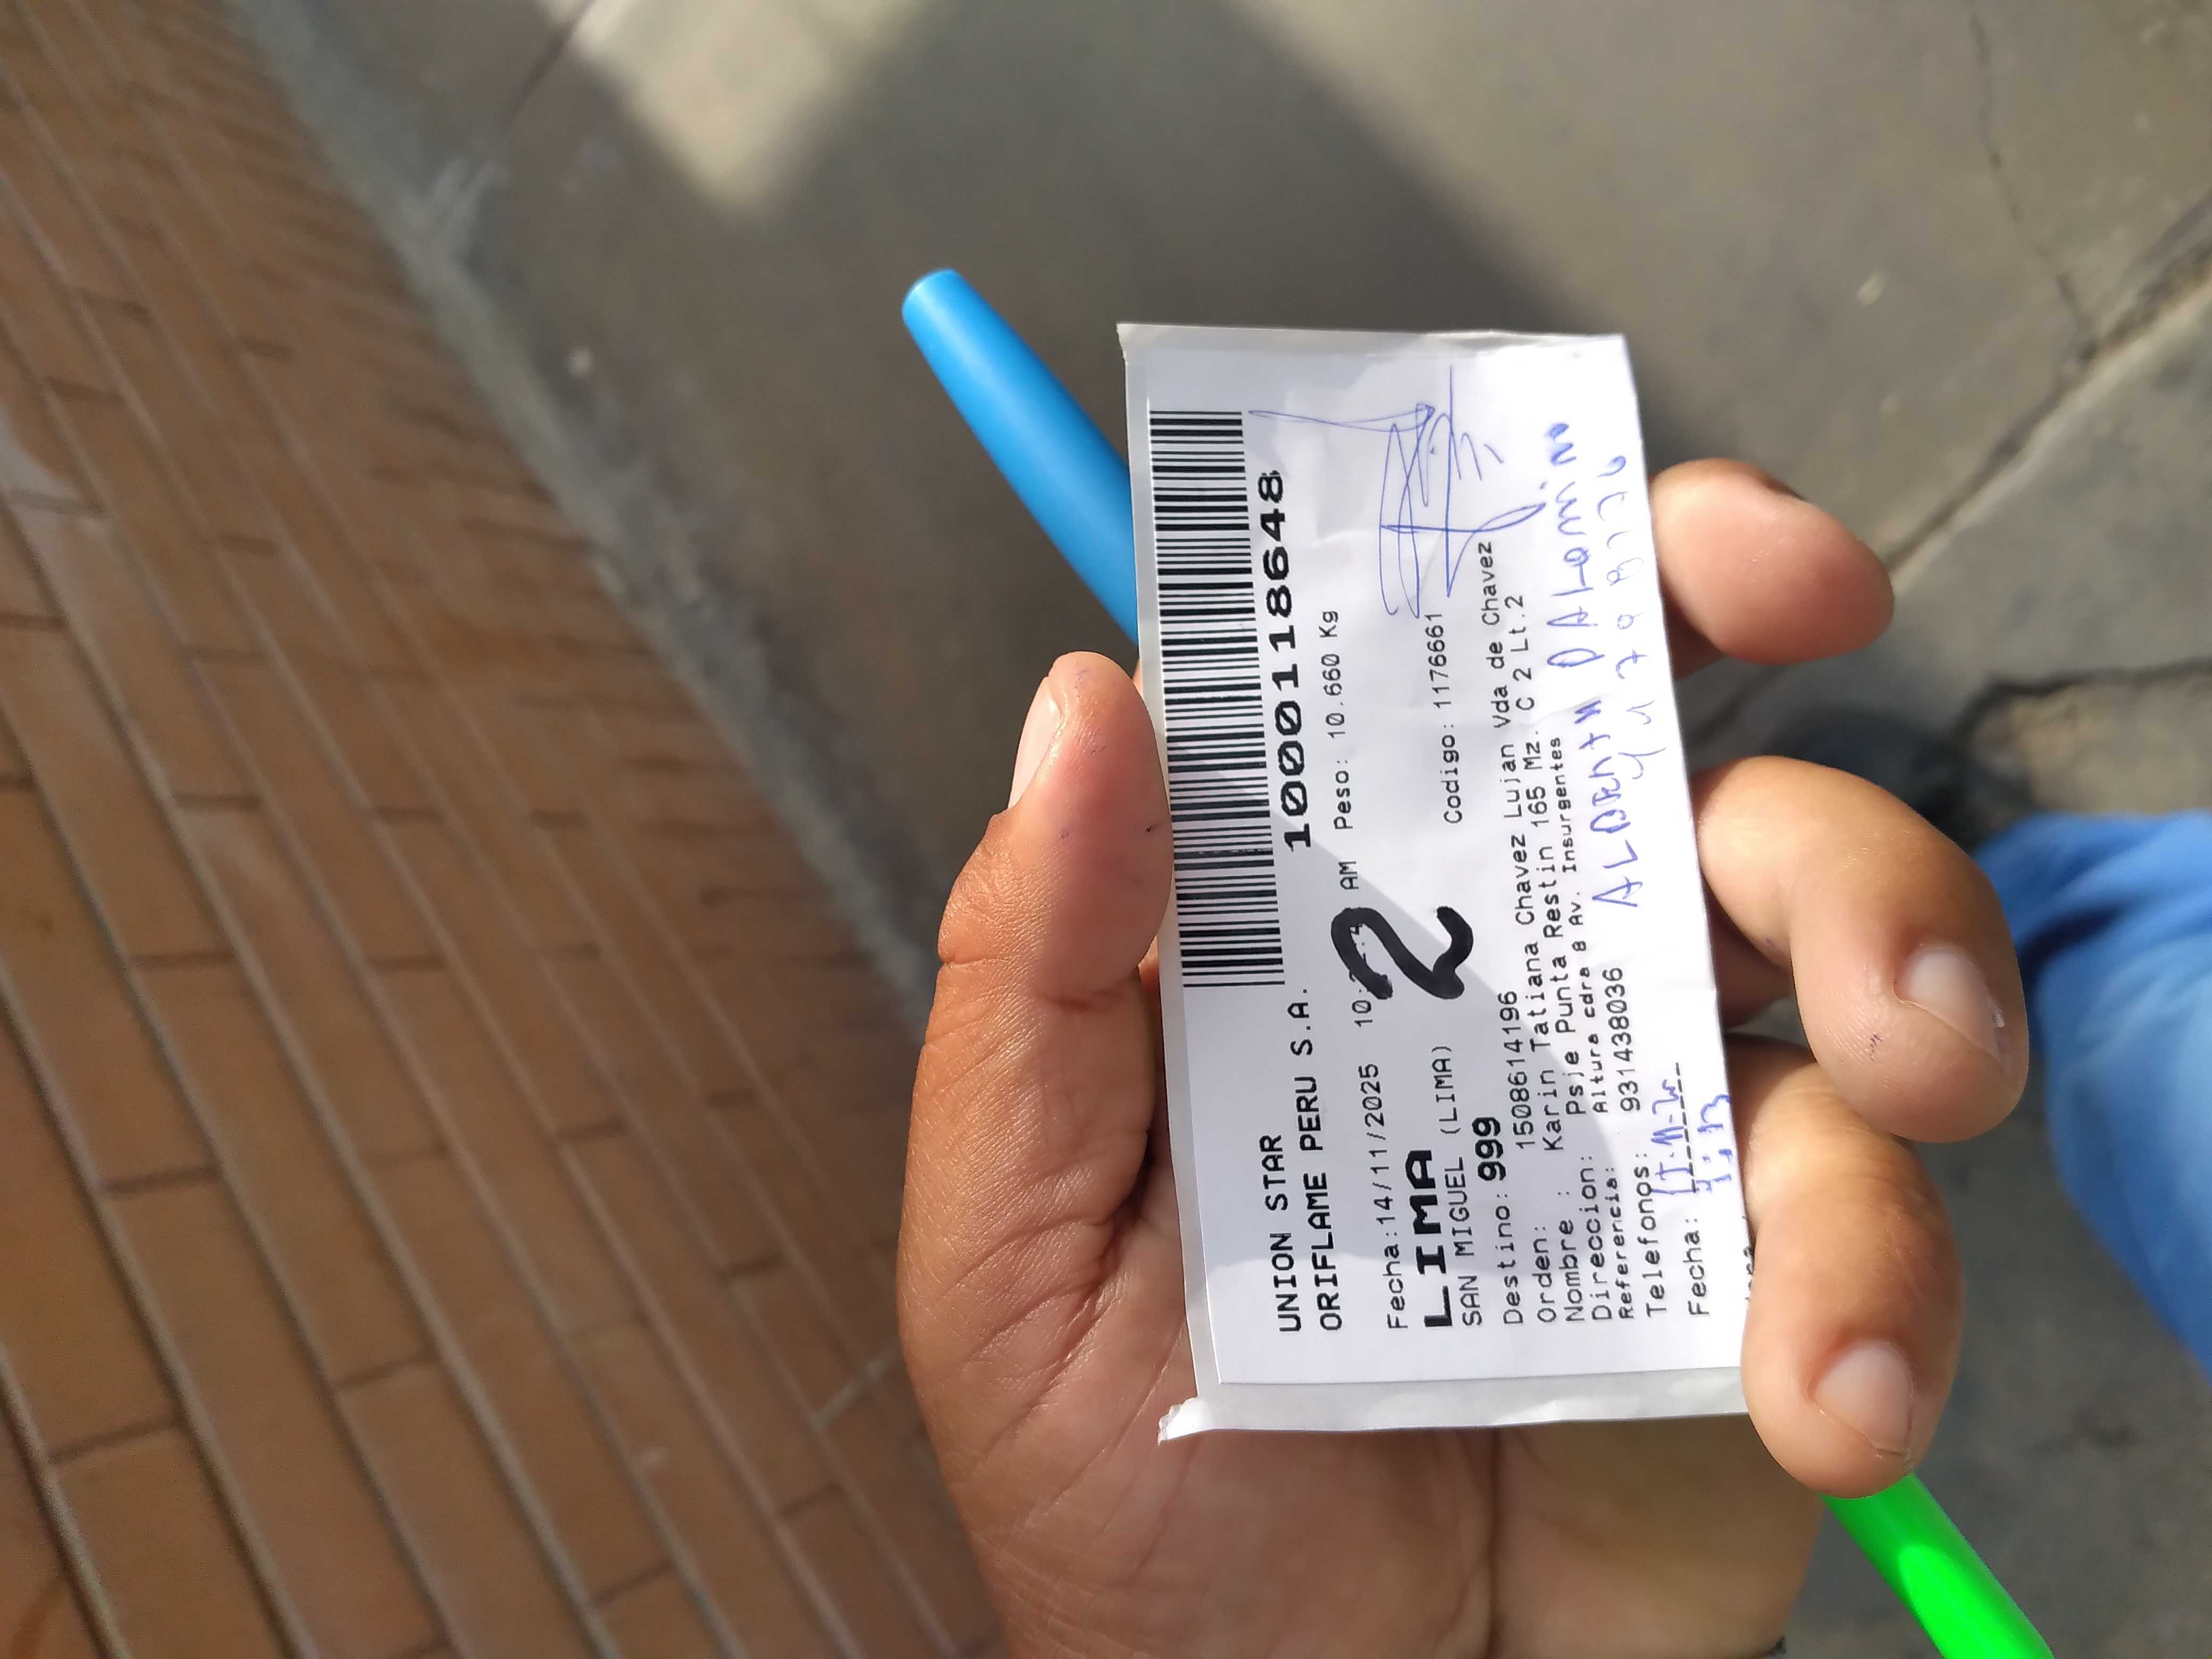 10001118648
UNION STAR
ORIFLAME PERU S.A.
Fecha:14/11/2025 10: AM Peso: 10.660 Kg
2
LIMA
SAN MIGUEL (LIMA) Codigo: 1176661
Destino: 999
Orden: 1508614196
Nombre : Karin Tatiana Chavez Lujan Vda de Chavez
Direccion: Psje Punta Restin 165 Mz. C 2 Lt.2
Referencia: Altura cdra 8 Av. Insurgentes
Telefonos: 931438036
Fecha:
PALOMINO